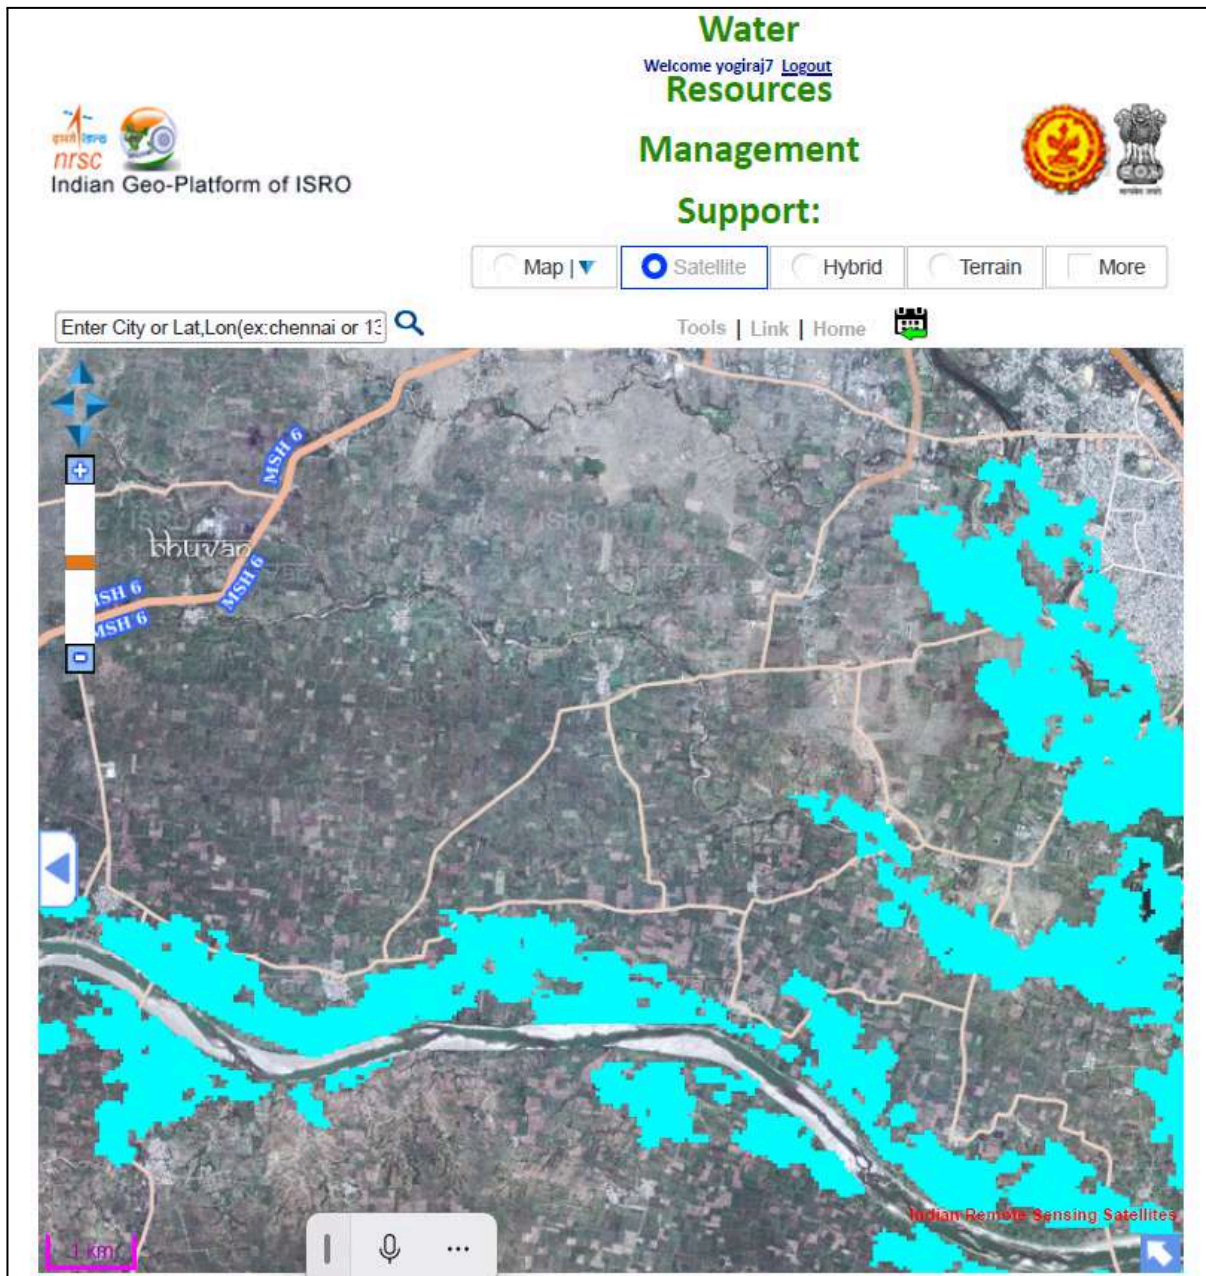 Water
Welcome yogiraj7 Logout
Resources
Management
Support:
nrsc
Indian Geo-Platform of ISRO
Map | Satellite Hybrid Terrain More
Enter City or Lat,Lon(ex:chennai or 13
Tools | Link | Home
MSH 6
bhuvan
MSH 6
MSH 6
MSH 6
Indian Remote Sensing Satellites
1 km